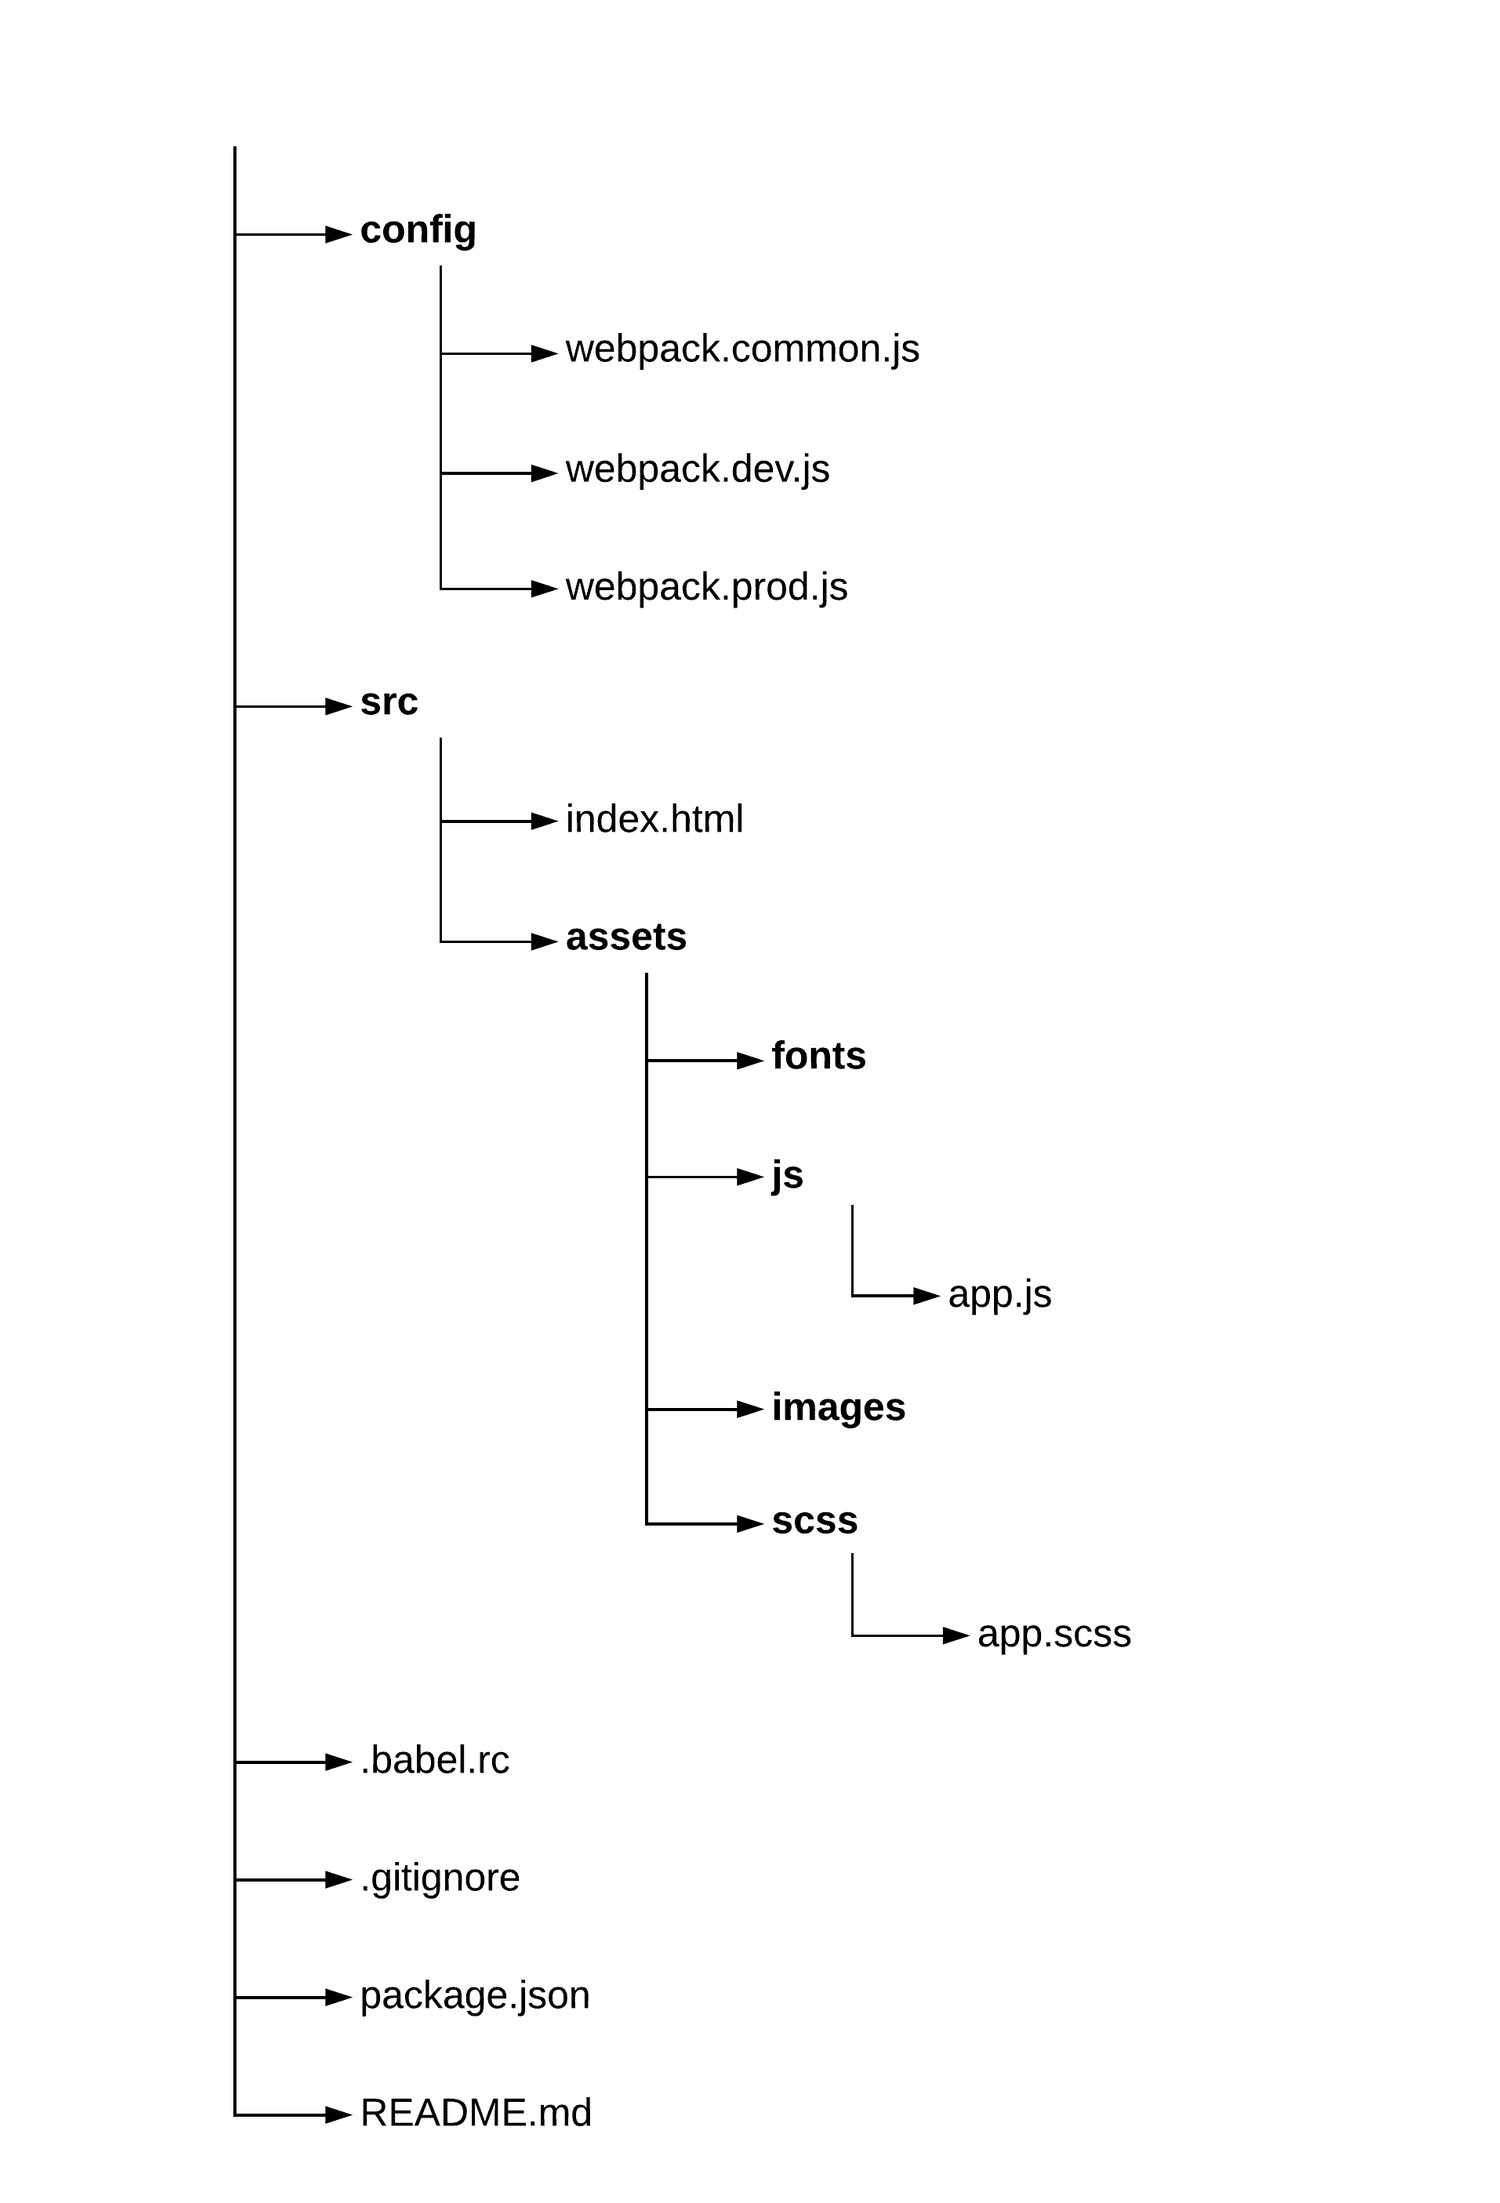 config
webpack.common.js
webpack.dev.js
webpack.prod.js
src
index.html
assets
fonts
js
app.js
images
scss
app.scss
.babel.rc
.gitignore
package.json
README.md